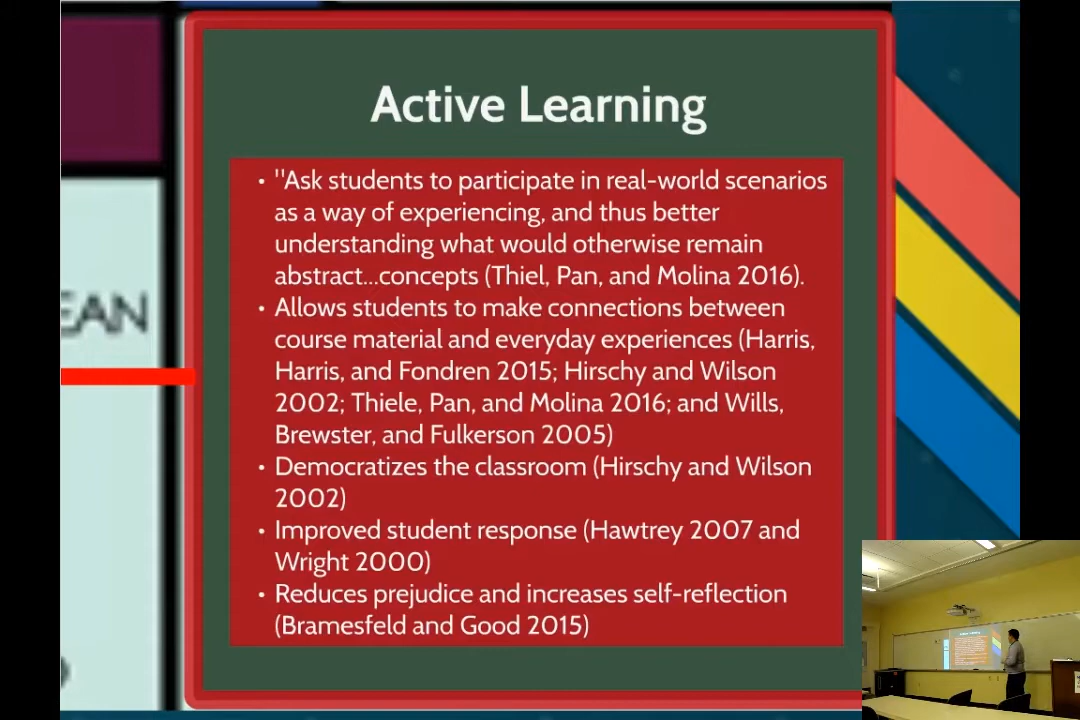 Active Learning
• "Ask students to participate in real-world scenarios
as a way of experiencing, and thus better
understanding what would otherwise remain
abstract...concepts (Thiel, Pan, and Molina 2016).
• Allows students to make connections between
course material and everyday experiences (Harris,
Harris, and Fondren 2015; Hirschy and Wilson
2002; Thiele, Pan, and Molina 2016; and Wills,
Brewster, and Fulkerson 2005)
• Democratizes the classroom (Hirschy and Wilson
2002)
• Improved student response (Hawtrey 2007 and
Wright 2000)
• Reduces prejudice and increases self-reflection
(Bramesfeld and Good 2015)
EAN